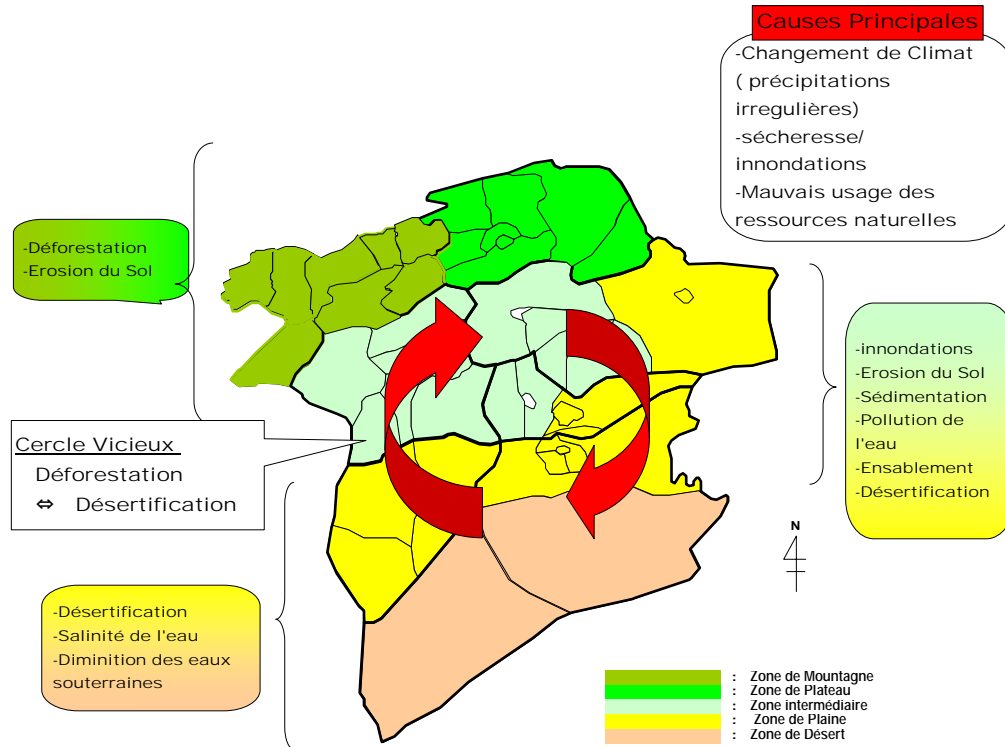 Causes Principales
-Changement de Climat
( précipitations
irregulières)
-sécheresse/
innondations
-Mauvais usage des
ressources naturelles
-Déforestation
-Erosion du Sol
-innondations
-Erosion du Sol
-Sédimentation
-Pollution de
l'eau
-Ensablement
-Désertification
Cercle Vicieux
Déforestation
⇔ Désertification
N
-Désertification
-Salinité de l'eau
-Diminition des eaux
souterraines
: Zone de Mountagne
: Zone de Plateau
: Zone intermédiaire
: Zone de Plaine
: Zone de Désert